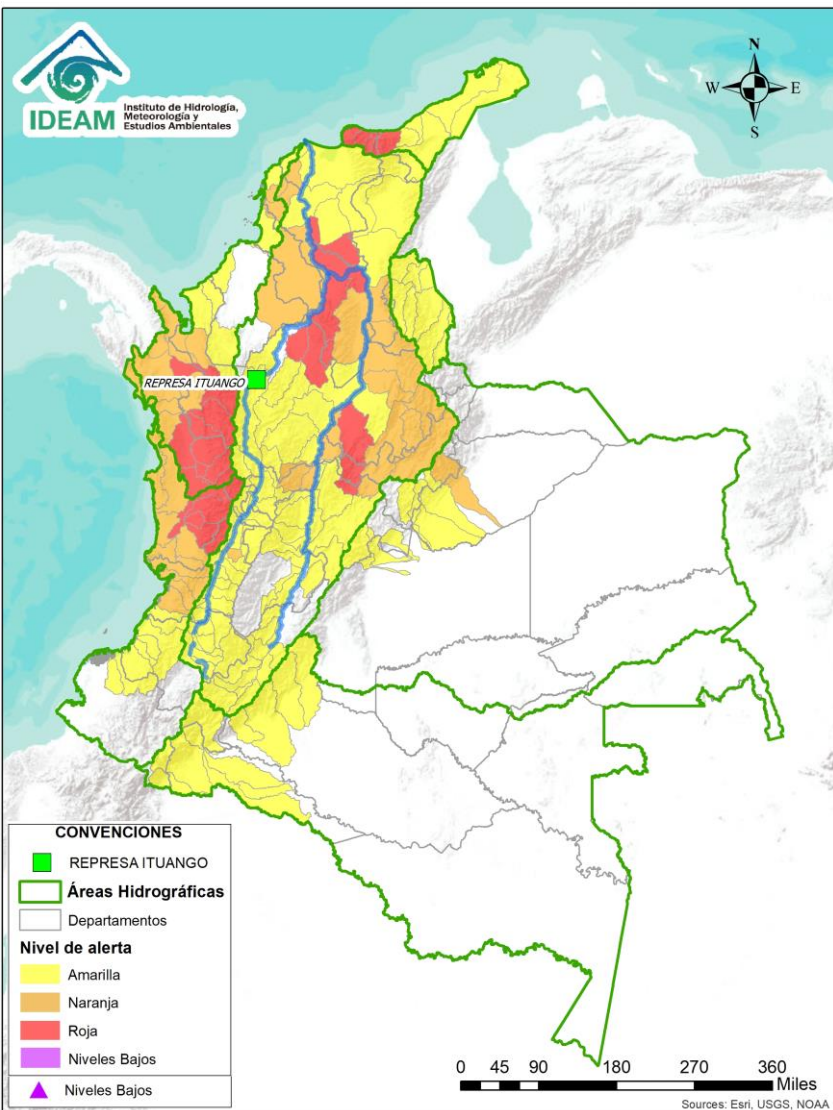 IDEAM
Instituto de Hidrología,
Meteorología y
Estudios Ambientales
N
W
E
S
REPRESA ITUANGO
CONVENCIONES
REPRESA ITUANGO
Áreas Hidrográficas
Departamentos
Nivel de alerta
Amarilla
Naranja
Roja
Niveles Bajos
Niveles Bajos
0 45 90 180 270 360
Miles
Sources: Esri, USGS, NOAA